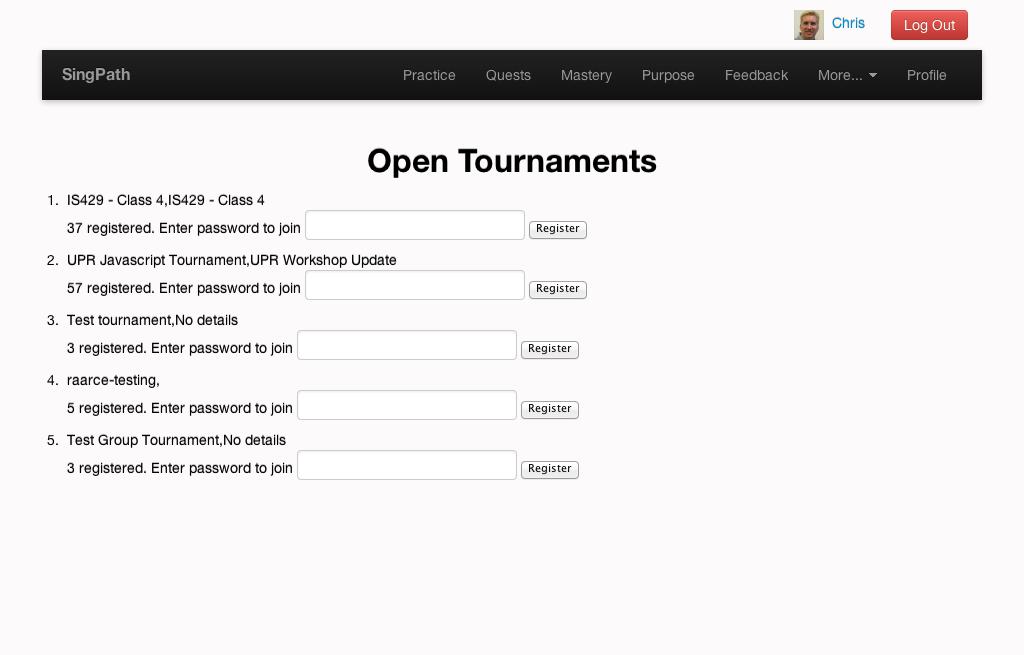 Chris
Log Out
SingPath
Practice
Quests
Mastery
Purpose
Feedback
More...
Profile
Open Tournaments
1. IS429 - Class 4,IS429 - Class 4
37 registered. Enter password to join
Register
2. UPR Javascript Tournament,UPR Workshop Update
57 registered. Enter password to join
Register
3. Test tournament,No details
3 registered. Enter password to join
Register
4. raarce-testing,
5 registered. Enter password to join
Register
5. Test Group Tournament,No details
3 registered. Enter password to join
Register